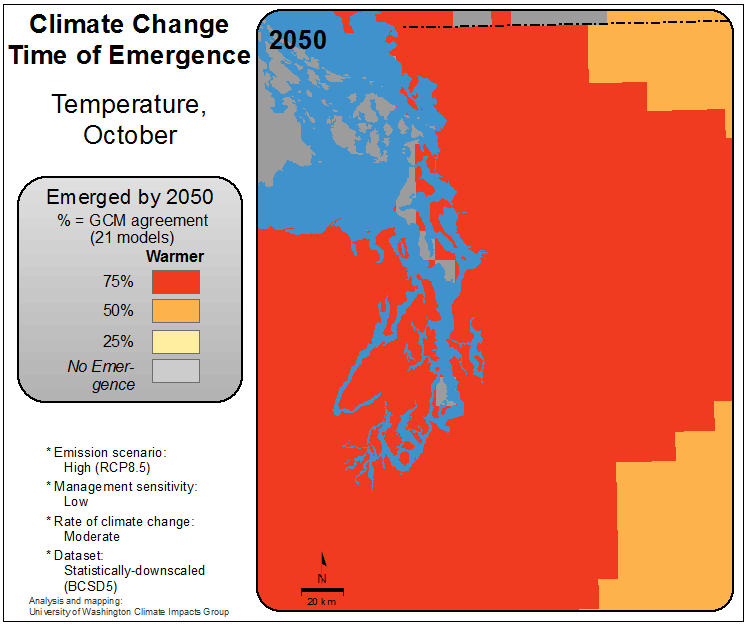 Climate Change
Time of Emergence
Temperature,
October
Emerged by 2050
% = GCM agreement
(21 models)
Warmer
75%
50%
25%
No Emer-
gence
* Emission scenario:
High (RCP8.5)
* Management sensitivity:
Low
* Rate of climate change:
Moderate
* Dataset:
Statistically-downscaled
(BCSD5)
Analysis and mapping:
University of Washington Climate Impacts Group
2050
N
20 km